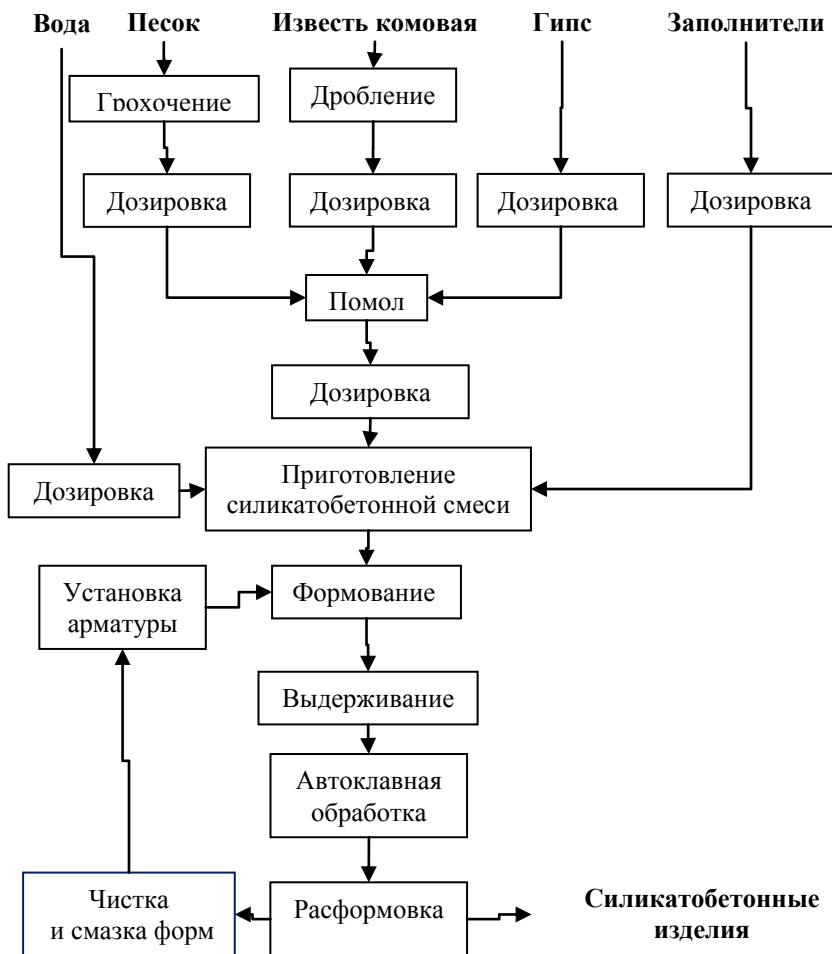 Вода
Песок
Известь комовая
Гипс
Заполнители
Грохочение
Дробление
Дозировка
Дозировка
Дозировка
Дозировка
Помол
Дозировка
Приготовление
силикатобетонной смеси
Дозировка
Установка
арматуры
Формование
Выдерживание
Автоклавная
обработка
Чистка
и смазка форм
Расформовка
Силикатобетонные
изделия